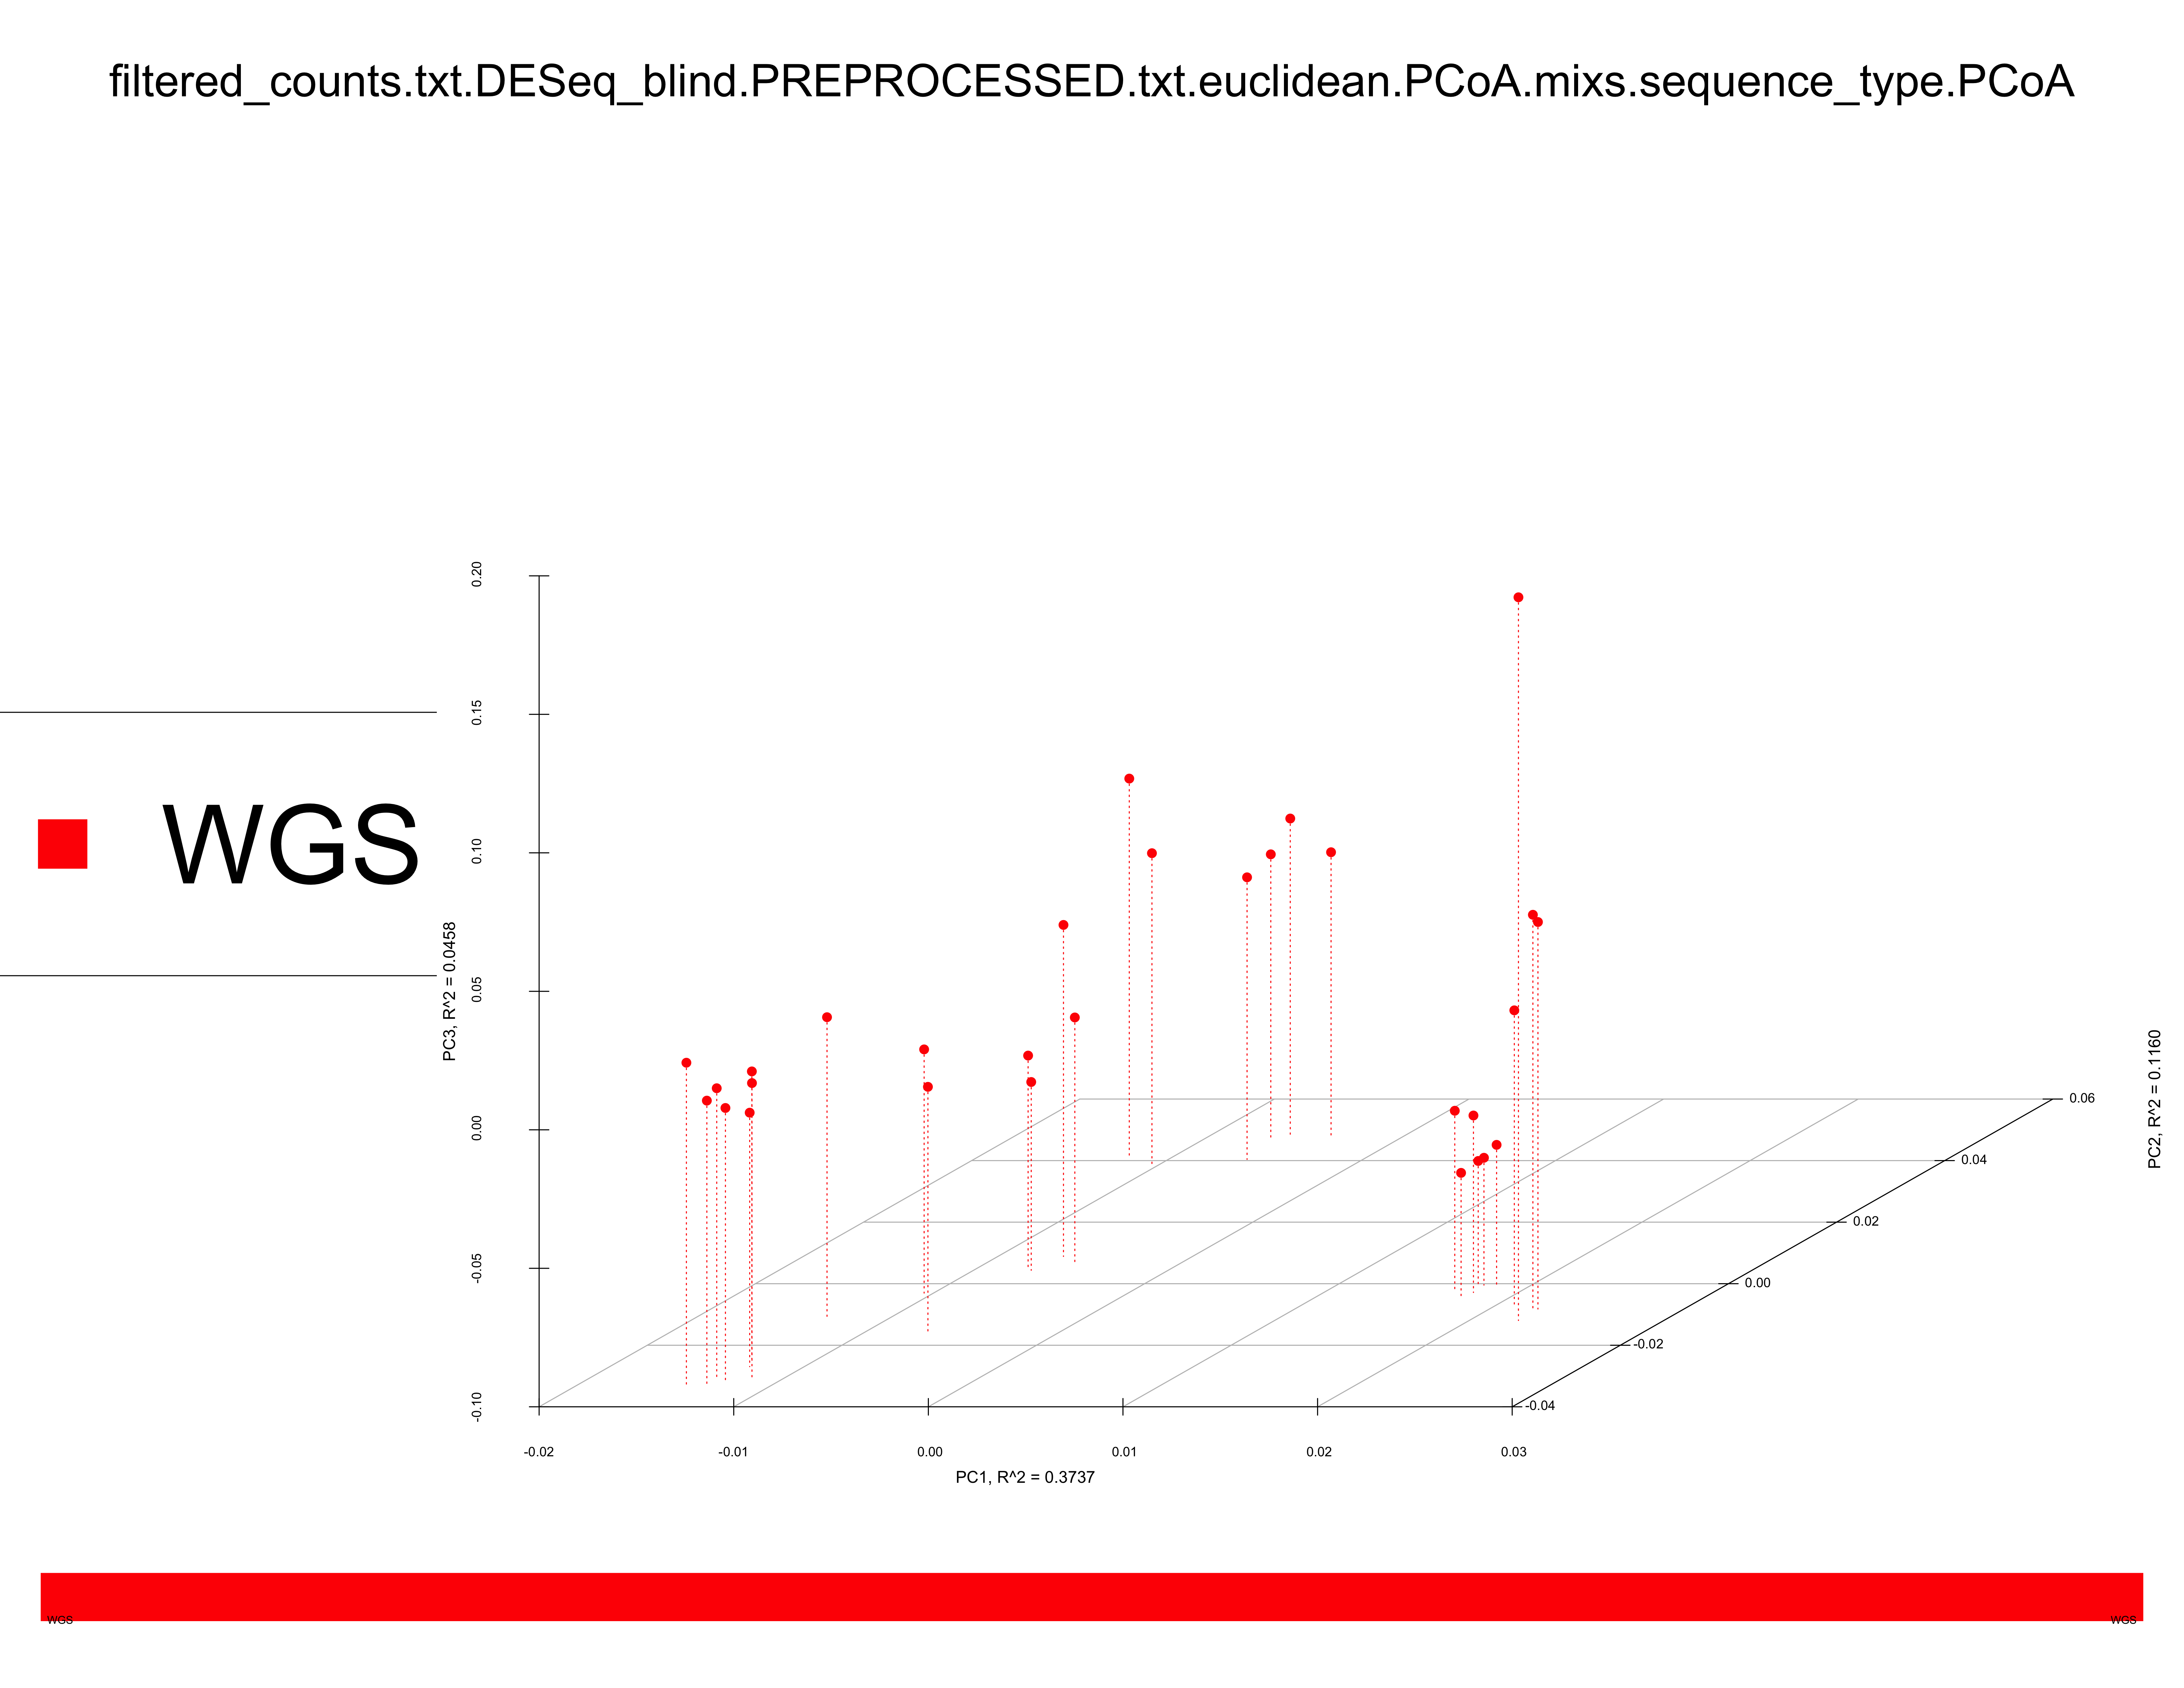 filtered_counts.txt.DESeq_blind.PREPROCESSED.txt.euclidean.PCoA.mixs.sequence_type.PCoA
WGS
PC3, R^2 = 0.0458
0.20
0.15
0.10
0.05
0.00
-0.05
-0.10
-0.02
-0.01
0.00
0.01
0.02
0.03
PC1, R^2 = 0.3737
0.06
0.04
0.02
0.00
-0.02
-0.04
PC2, R^2 = 0.1160
WGS
WGS